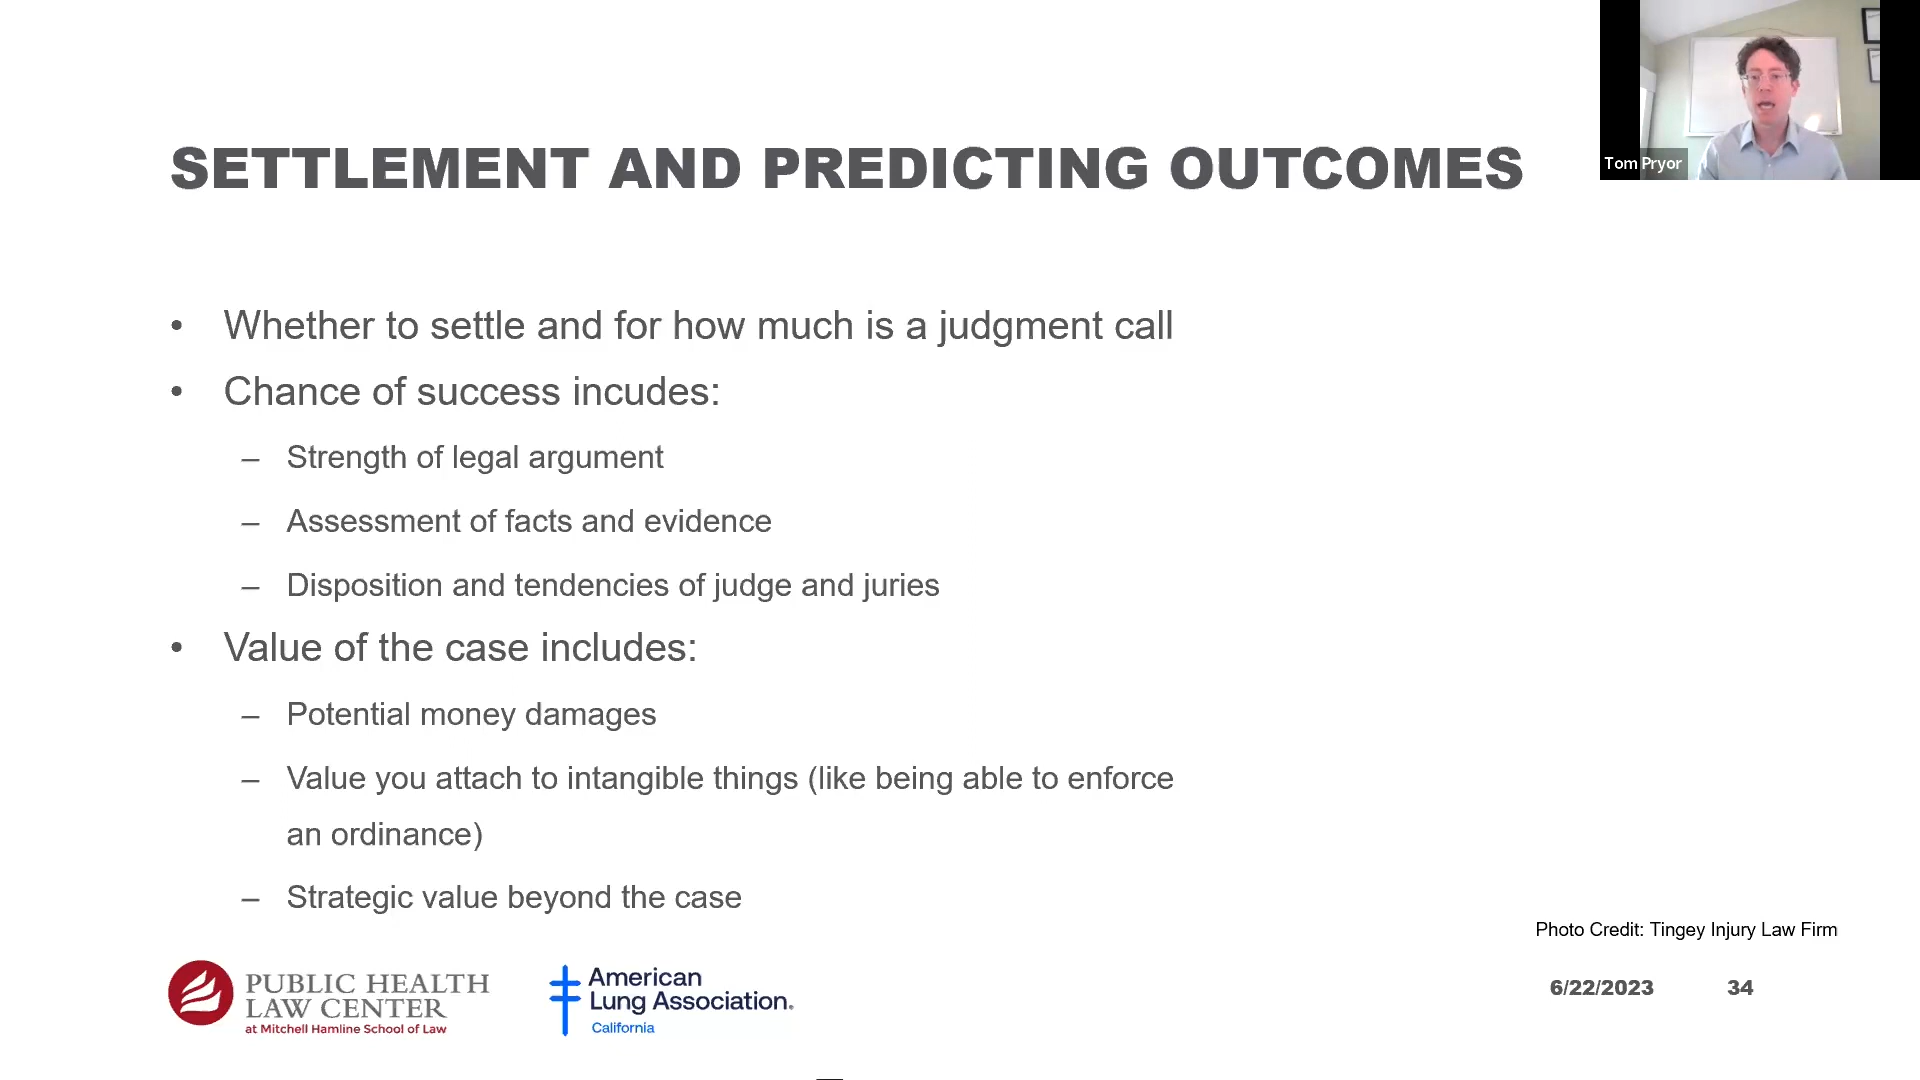 Tom Pryor
SETTLEMENT AND PREDICTING OUTCOMES
• Whether to settle and for how much is a judgment call
• Chance of success incudes:
– Strength of legal argument
– Assessment of facts and evidence
– Disposition and tendencies of judge and juries
• Value of the case includes:
– Potential money damages
– Value you attach to intangible things (like being able to enforce
an ordinance)
– Strategic value beyond the case
Photo Credit: Tingey Injury Law Firm
PUBLIC HEALTH
LAW CENTER
at Mitchell Hamline School of Law
American
Lung Association.
California
6/22/2023 34